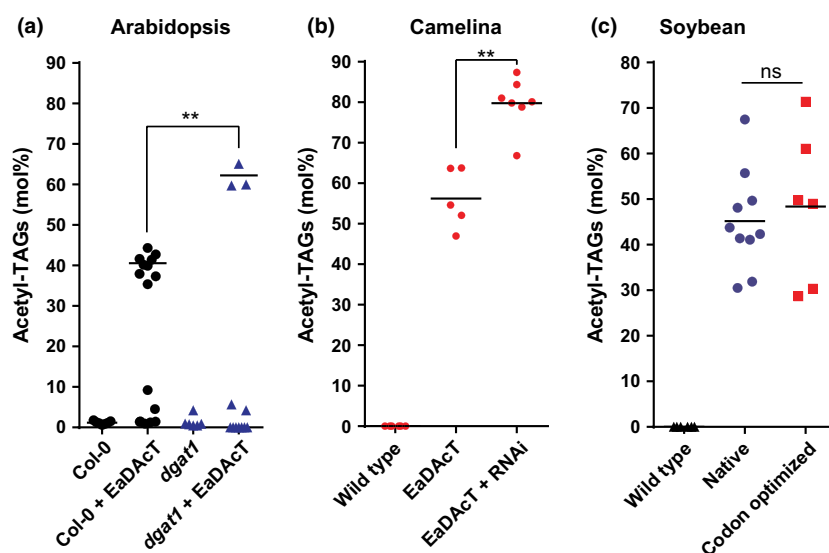 (a) Arabidopsis
**
Acetyl-TAGs (mol%)
90
80
70
60
50
40
30
20
10
0
Col-0
Col-0 + EaDAcT
dgat1
dgat1 + EaDAcT
(b) Camelina
**
Acetyl-TAGs (mol%)
90
80
70
60
50
40
30
20
10
0
Wild type
EaDAcT
EaDAcT + RNAi
(c) Soybean
ns
Acetyl-TAGs (mol%)
80
70
60
50
40
30
20
10
0
Wild type
Native
Codon optimized